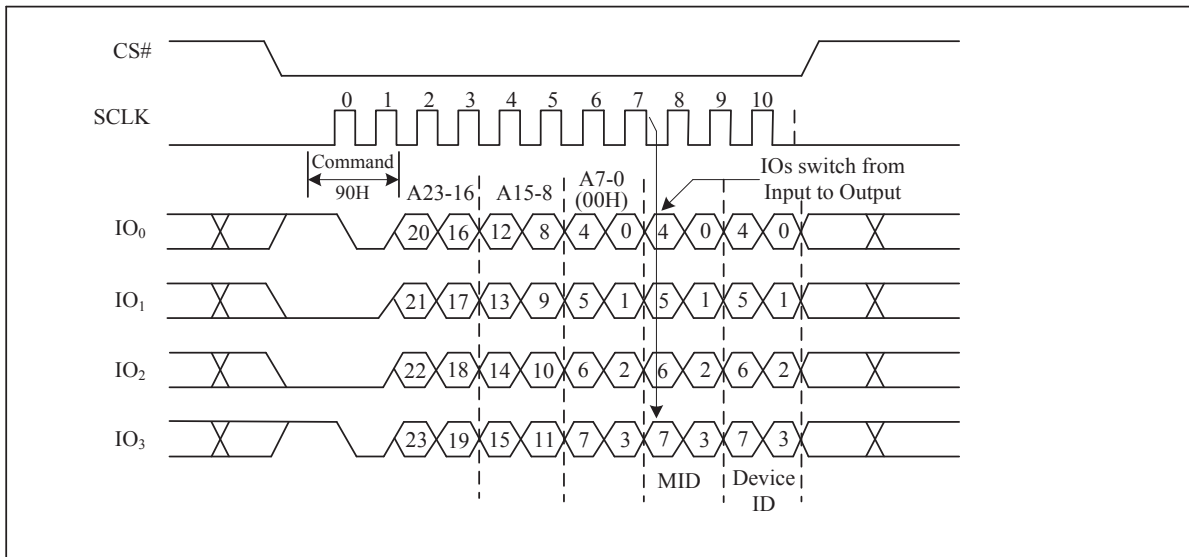 CS#
0 1 2 3 4 5 6 7 8 9 10
SCLK
Command
90H
IOs switch from
Input to Output
A23-16 A15-8 A7-0
(00H)
IO₀ 20 16 12 8 4 0 4 0 4 0
IO₁ 21 17 13 9 5 1 5 1 5 1
IO₂ 22 18 14 10 6 2 6 2 6 2
IO₃ 23 19 15 11 7 3 7 3 7 3
MID Device
ID